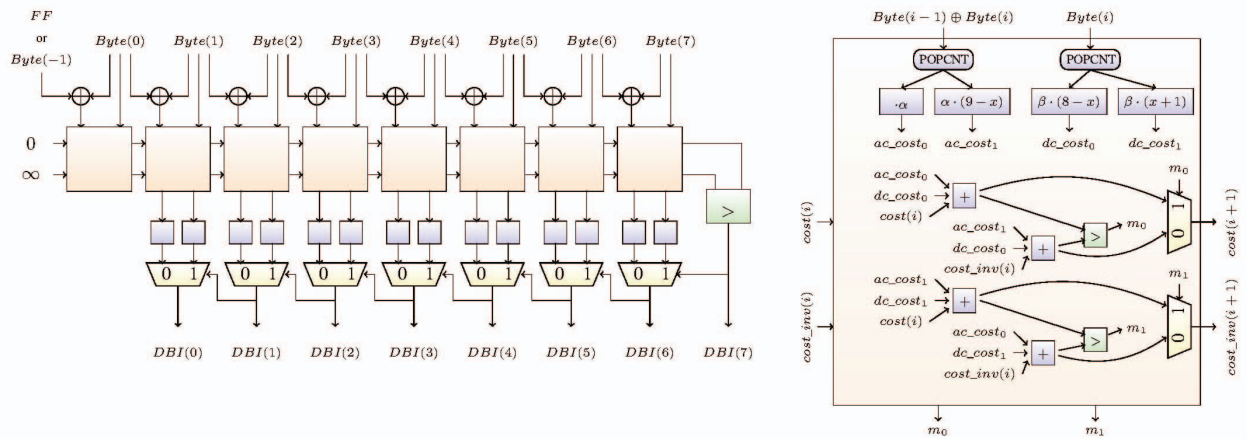 FF
or
Byte(−1)
Byte(0) Byte(1) Byte(2) Byte(3) Byte(4) Byte(5) Byte(6) Byte(7)
0
∞
>
0 1 0 1 0 1 0 1 0 1 0 1 0 1
DBI(0) DBI(1) DBI(2) DBI(3) DBI(4) DBI(5) DBI(6) DBI(7)
Byte(i−1) ⊕ Byte(i) Byte(i)
POPCNT POPCNT
·α α·(9−x) β·(8−x) β·(x+1)
ac_cost₀ ac_cost₁ dc_cost₀ dc_cost₁
ac_cost₀
dc_cost₀
cost(i)
+
ac_cost₁
dc_cost₀
cost_inv(i)
+
>
m₀
m₀
0 1
cost(i)
cost(i+1)
ac_cost₁
dc_cost₁
cost(i)
+
ac_cost₀
dc_cost₁
cost_inv(i)
+
>
m₁
m₁
0 1
cost_inv(i)
cost_inv(i+1)
m₀ m₁